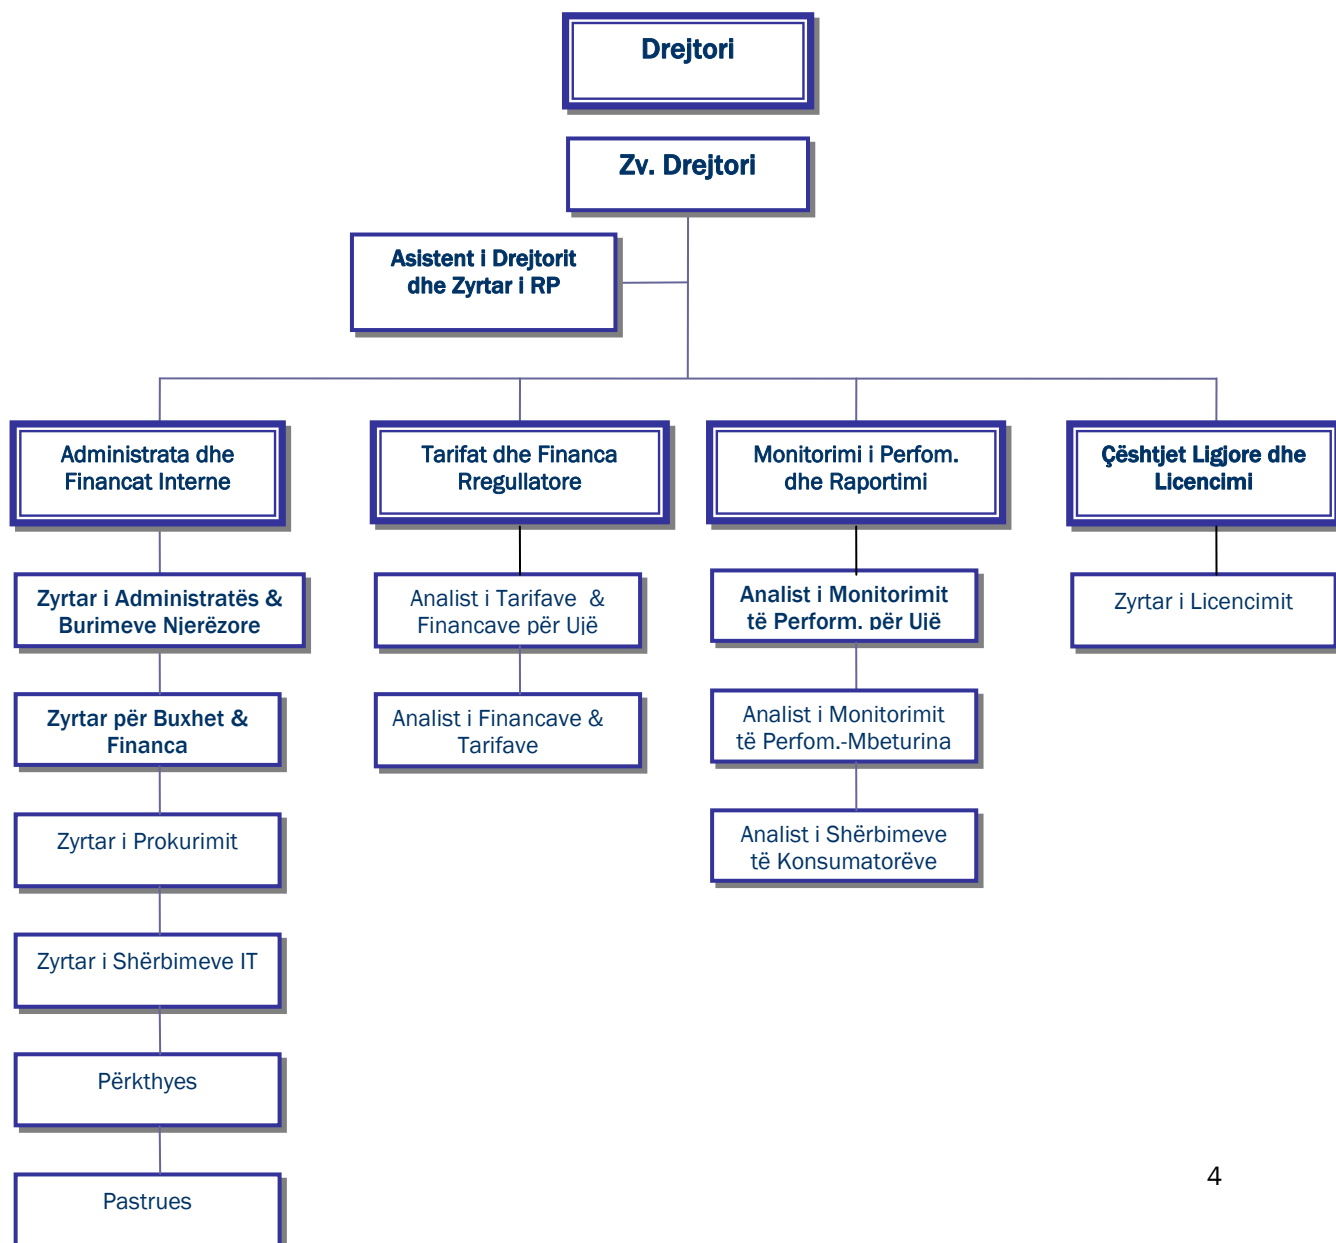 Drejtori
Zv. Drejtori
Asistent i Drejtorit
dhe Zyrtar i RP
Administrata dhe
Financat Interne
Tarifat dhe Financa
Rregullatore
Monitorimi i Perfom.
dhe Raportimi
Çështjet Ligjore dhe
Licencimi
Zyrtar i Administratës &
Burimeve Njerëzore
Analist i Tarifave &
Financave për Ujë
Analist i Monitorimit
të Perform. për Ujë
Zyrtar i Licencimit
Zyrtar për Buxhet &
Financa
Analist i Financave &
Tarifave
Analist i Monitorimit
të Perfom.-Mbeturina
Zyrtar i Prokurimit
Analist i Shërbimeve
të Konsumatorëve
Zyrtar i Shërbimeve IT
Përkthyes
Pastrues
4